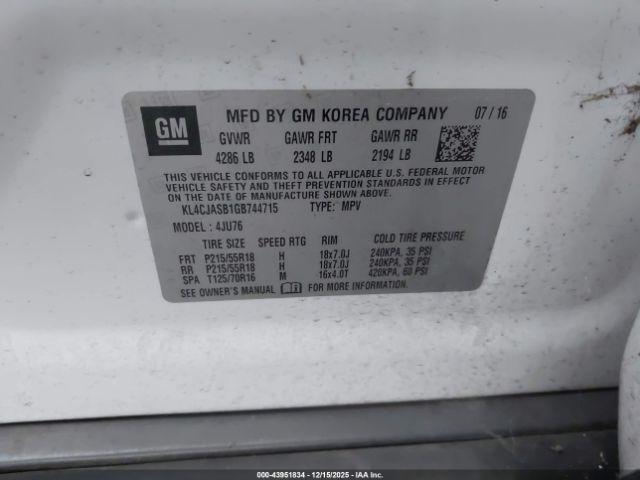 GM
MFD BY GM KOREA COMPANY 07/16
GVWR GAWR FRT GAWR RR
4286 LB 2348 LB 2194 LB
THIS VEHICLE CONFORMS TO ALL APPLICABLE U.S. FEDERAL MOTOR
VEHICLE SAFETY AND THEFT PREVENTION STANDARDS IN EFFECT
ON THE DATE OF MANUFACTURE SHOWN ABOVE.
KL4CJASB1GB744715 TYPE: MPV
MODEL : 4JU76
TIRE SIZE SPEED RTG RIM COLD TIRE PRESSURE
FRT P215/55R18 H 18x7.0J 240KPA, 35 PSI
RR P215/55R18 H 18x7.0J 240KPA, 35 PSI
SPA T125/70R16 M 16x4.0T 420KPA, 60 PSI
SEE OWNER'S MANUAL FOR MORE INFORMATION.
000-43951834 - 12/15/2025 - IAAI.COM